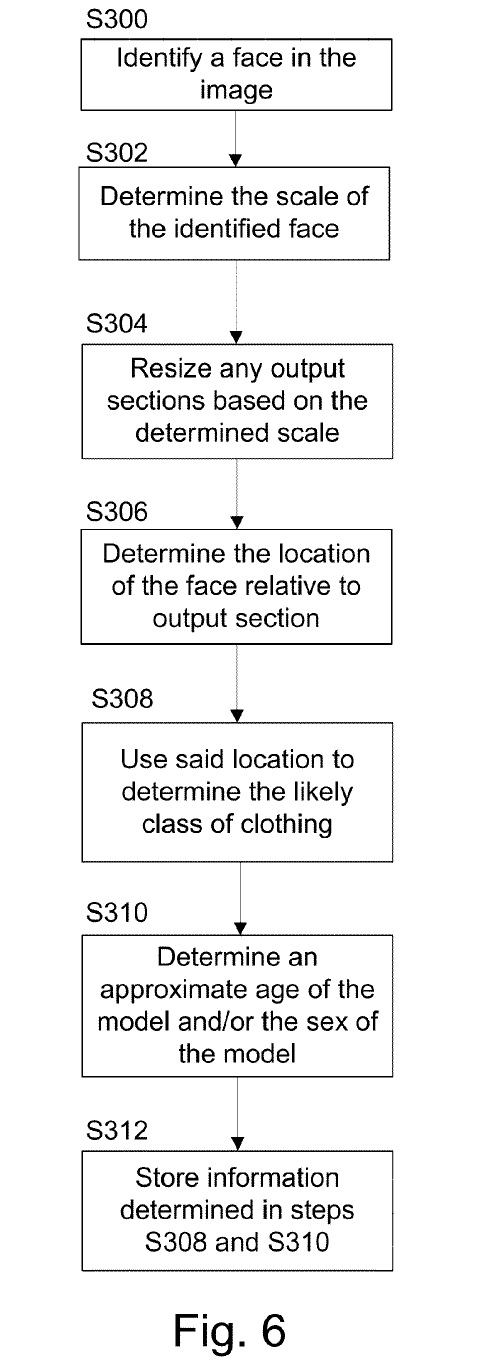 S300
Identify a face in the
image
S302
Determine the scale of
the identified face
S304
Resize any output
sections based on the
determined scale
S306
Determine the location
of the face relative to
output section
S308
Use said location to
determine the likely
class of clothing
S310
Determine an
approximate age of the
model and/or the sex of
the model
S312
Store information
determined in steps
S308 and S310
Fig. 6